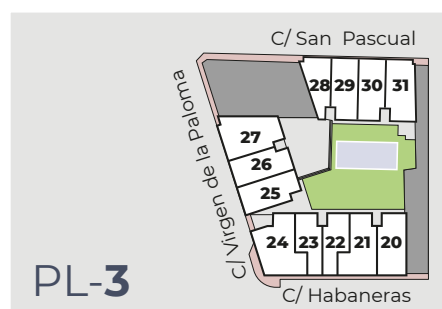 C/ San Pascual
28 29 30 31
C/ Virgen de la Paloma
27
26
25
24 23 22 21 20
PL-3
C/ Habaneras